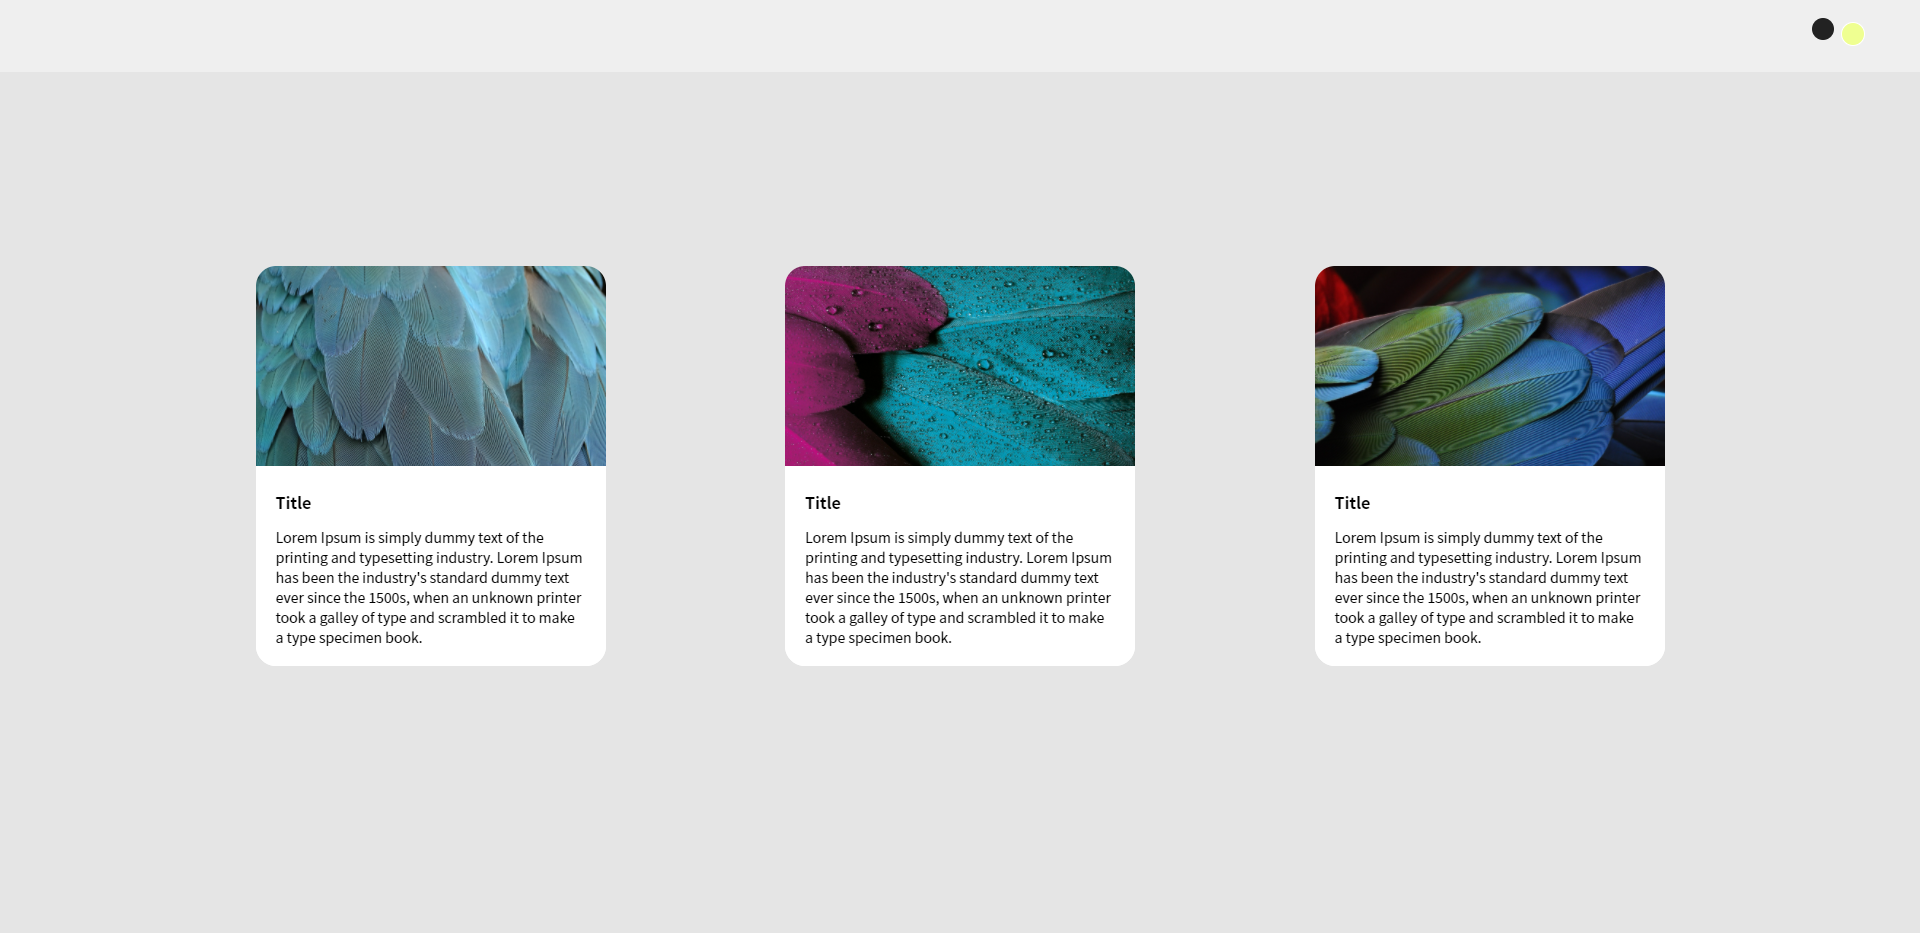 Title
Lorem Ipsum is simply dummy text of the
printing and typesetting industry. Lorem Ipsum
has been the industry's standard dummy text
ever since the 1500s, when an unknown printer
took a galley of type and scrambled it to make
a type specimen book.
Title
Lorem Ipsum is simply dummy text of the
printing and typesetting industry. Lorem Ipsum
has been the industry's standard dummy text
ever since the 1500s, when an unknown printer
took a galley of type and scrambled it to make
a type specimen book.
Title
Lorem Ipsum is simply dummy text of the
printing and typesetting industry. Lorem Ipsum
has been the industry's standard dummy text
ever since the 1500s, when an unknown printer
took a galley of type and scrambled it to make
a type specimen book.